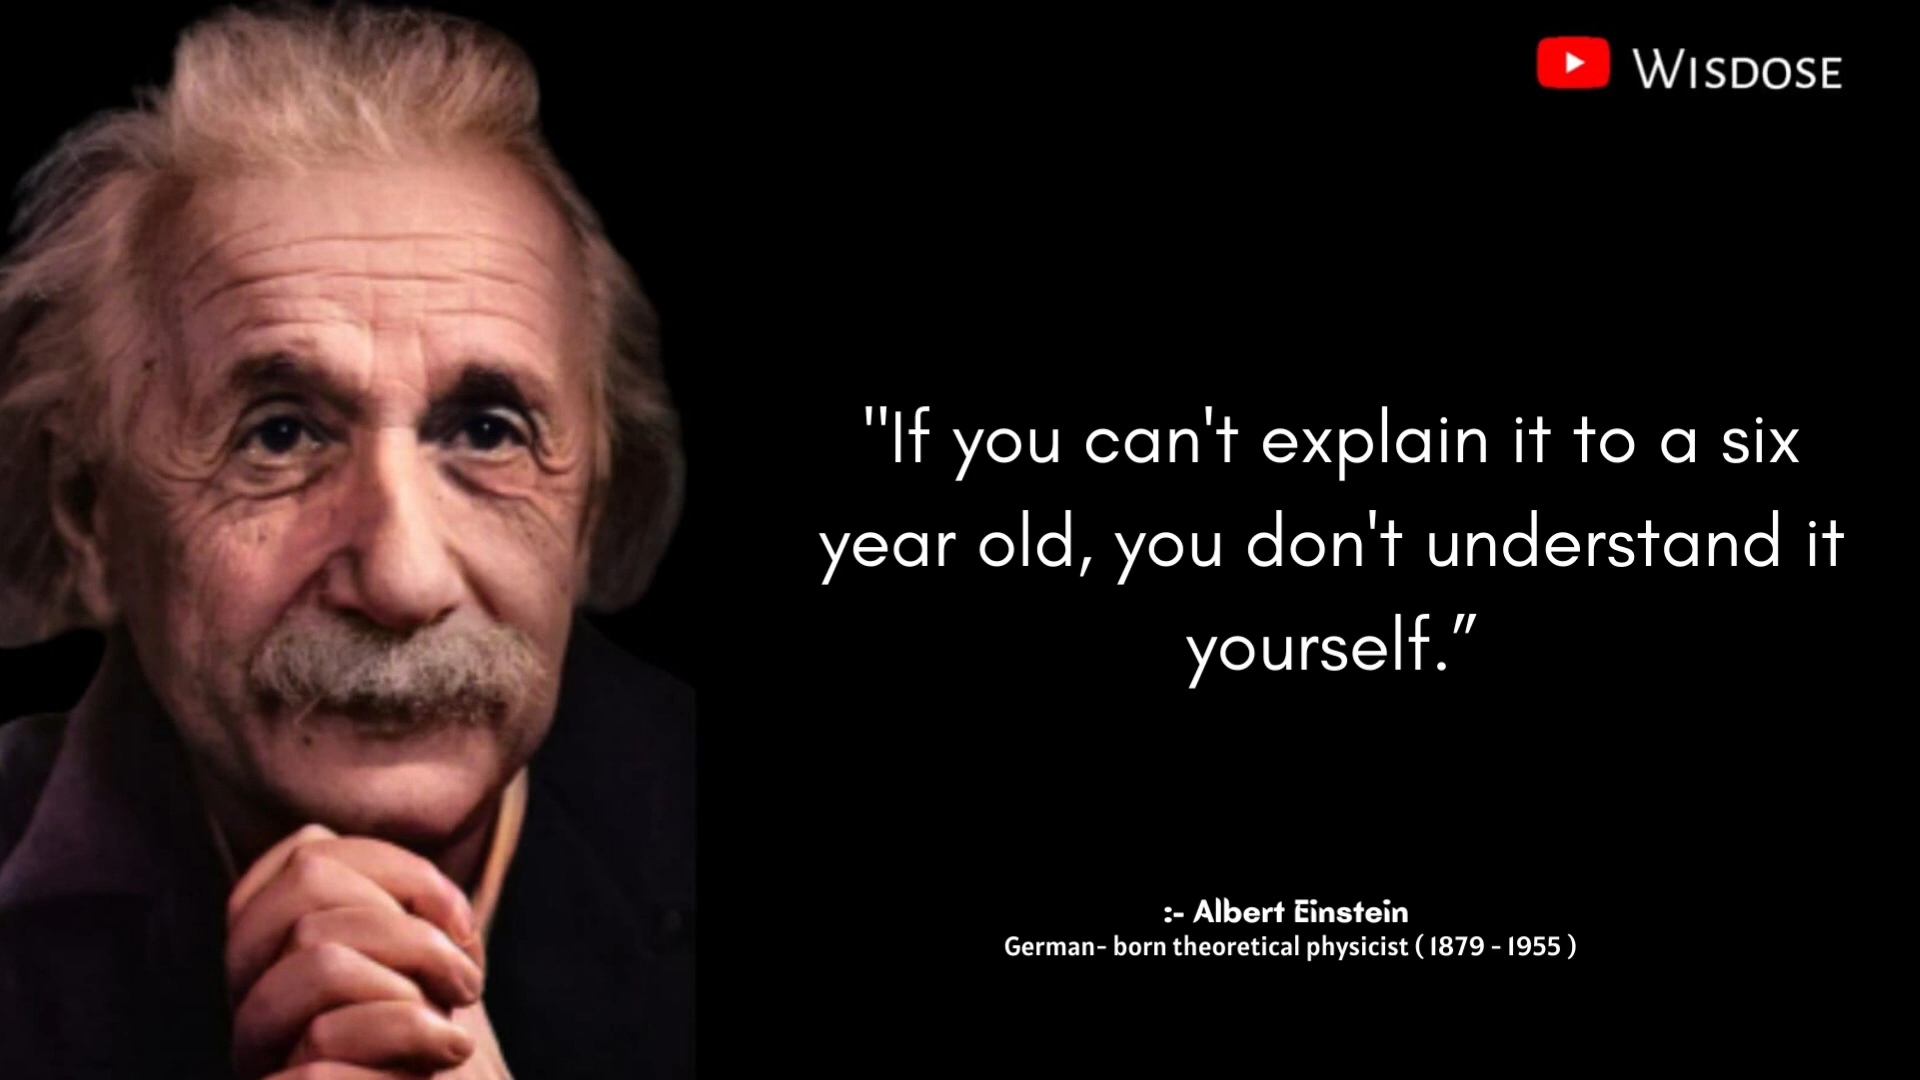 WISDOSE
"If you can't explain it to a six
year old, you don't understand it
yourself.”
:- Albert Einstein
German- born theoretical physicist ( 1879 - 1955 )